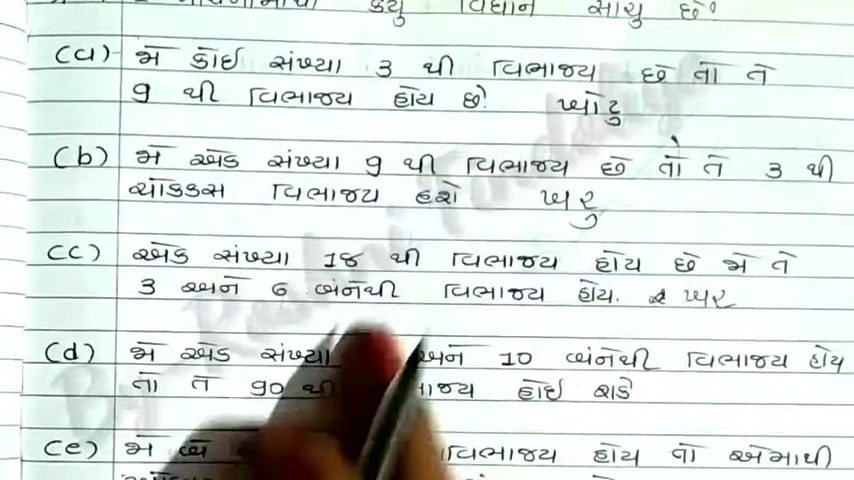 કયુ વિધાન સાચુ છે?
(a) જો કોઈ સંખ્યા 3 થી વિભાજ્ય છે તો તે
9 થી વિભાજ્ય હોય છે. ખોટુ
(b) જો એક સંખ્યા 9 થી વિભાજ્ય છે તો તે 3 થી
ચોક્કસ વિભાજ્ય હશે ખરુ
(c) એક સંખ્યા 18 થી વિભાજ્ય હોય છે જો તે
3 અને 6 બંનેથી વિભાજ્ય હોય. ખરુ
(d) જો એક સંખ્યા અને 10 બંનેથી વિભાજ્ય હોય
તો તે 90 થી હોઈ શકે
(e) જો બે વિભાજ્ય હોય તો એમાથી